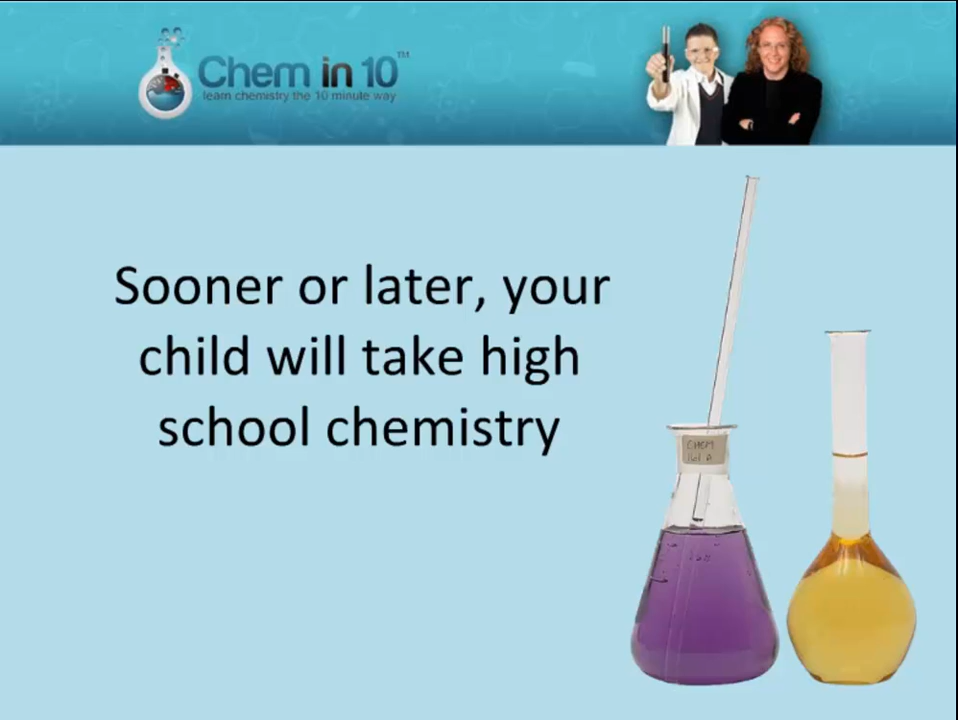 Chem in 10™
learn chemistry the 10 minute way
Sooner or later, your
child will take high
school chemistry
CHEM